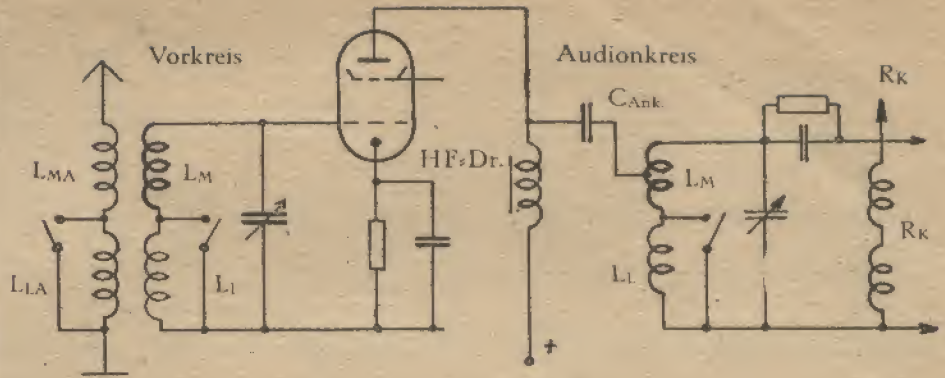 Vorkreis
Audionkreis
RK
CAnk.
HF=Dr.
LMA
LM
LM
RK
LLA
LL
LL
+